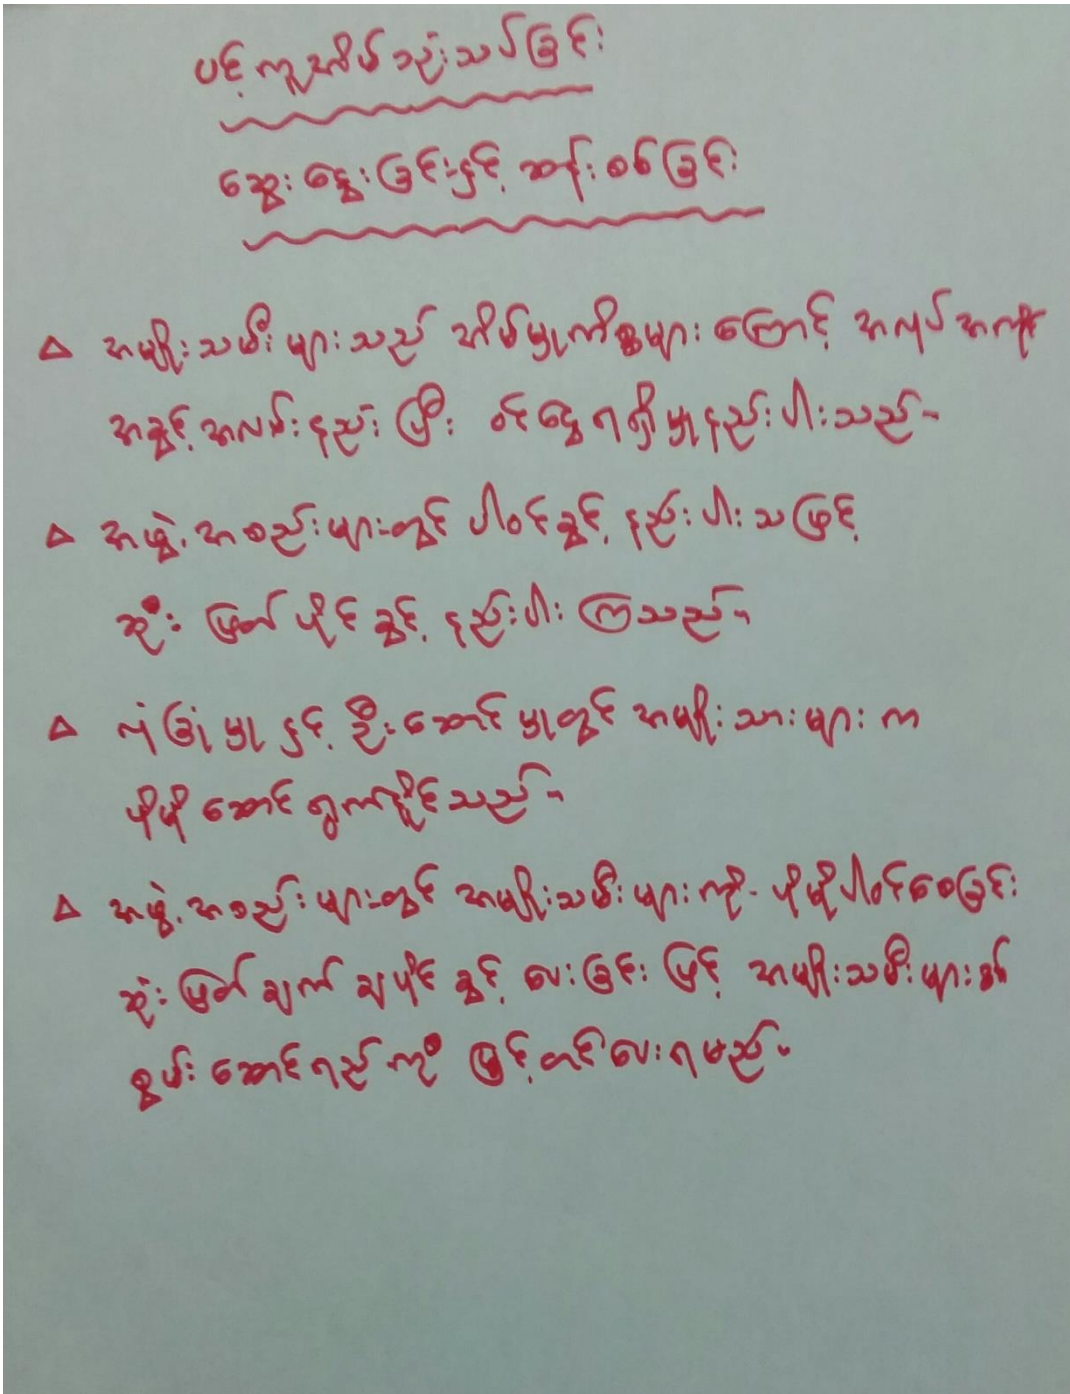 ပင့်ကူအိမ်သုံးသပ်ခြင်း
ဆွေးနွေးခြင်းနှင့် ဆန်းစစ်ခြင်း
△ အမျိုးသမီးများသည် အိမ်မှုကိစ္စများကြောင့် အလုပ်အကိုင်
အခွင့်အလမ်းနည်းပြီး ဝင်ငွေရရှိမှုနည်းပါးသည်။
△ အဖွဲ့အစည်းများတွင် ပါဝင်ခွင့် နည်းပါးသဖြင့်
ဆုံးဖြတ်ပိုင်ခွင့် နည်းပါးကြသည်။
△ လုံခြုံမှုနှင့် ဦးဆောင်မှုတွင် အမျိုးသားများက
ပိုမိုဆောင်ရွက်နိုင်သည်။
△ အဖွဲ့အစည်းများတွင် အမျိုးသမီးများကို ပိုမိုပါဝင်စေခြင်း
ဆုံးဖြတ်ချက်ချပိုင်ခွင့် ပေးခြင်းဖြင့် အမျိုးသမီးများ၏
စွမ်းဆောင်ရည်ကို မြှင့်တင်ပေးရမည်။